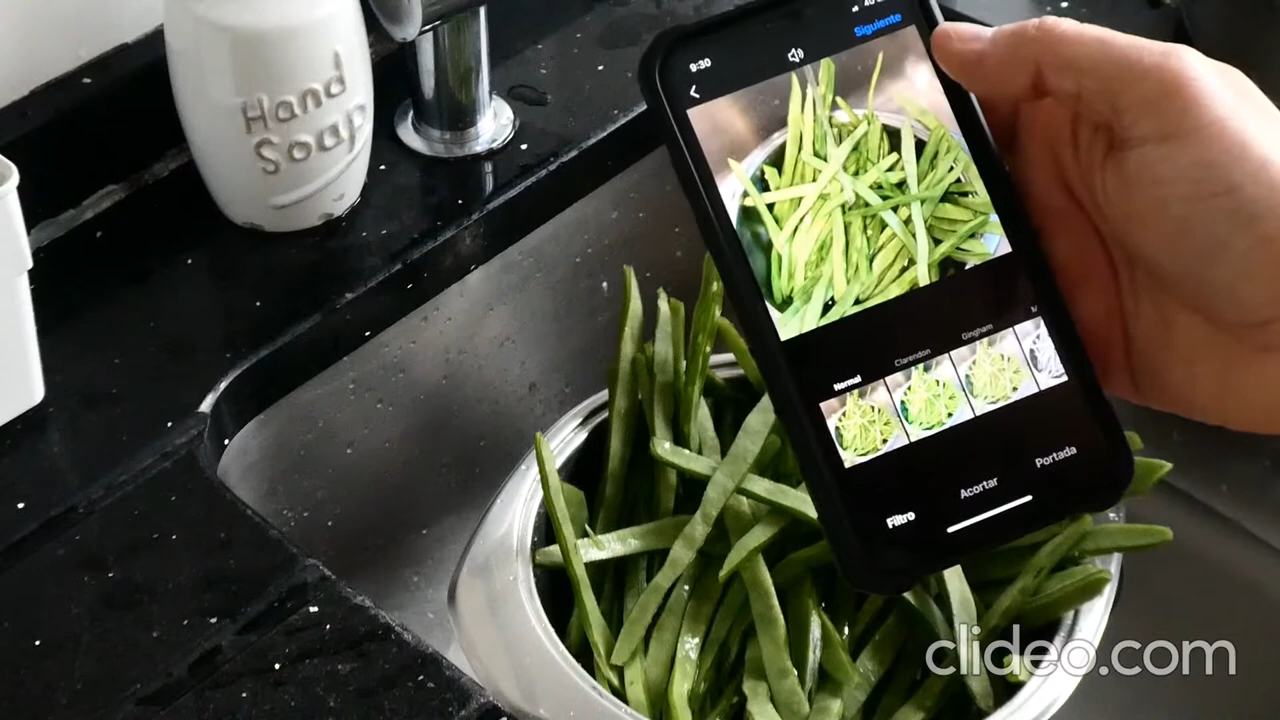 Hand
Soap
9:30
Siguiente
Normal
Clarendon
Gingham
M
Filtro
Acortar
Portada
clideo.com